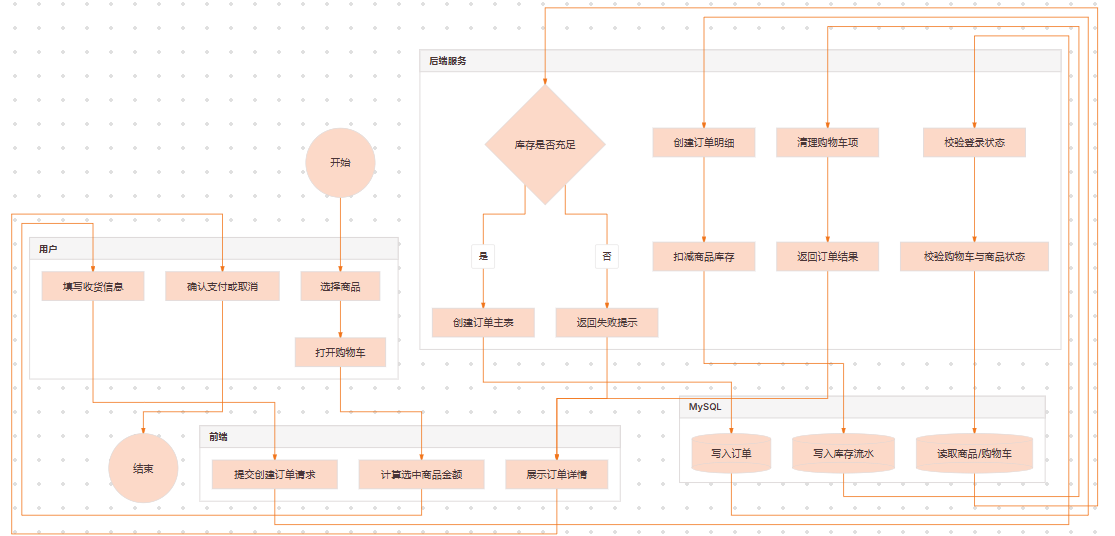 后端服务
库存是否充足
创建订单明细
清理购物车项
校验登录状态
开始
用户
是
否
扣减商品库存
返回订单结果
校验购物车与商品状态
填写收货信息
确认支付或取消
选择商品
创建订单主表
返回失败提示
打开购物车
MySQL
前端
写入订单
写入库存流水
读取商品/购物车
结束
提交创建订单请求
计算选中商品金额
展示订单详情